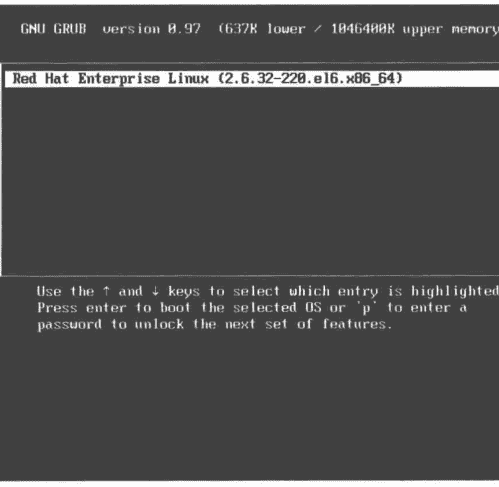 GNU GRUB version 0.97 (637K lower / 1046400K upper memory
Red Hat Enterprise Linux (2.6.32-220.el6.x86_64)
Use the ↑ and ↓ keys to select which entry is highlighted
Press enter to boot the selected OS or `p' to enter a
password to unlock the next set of features.